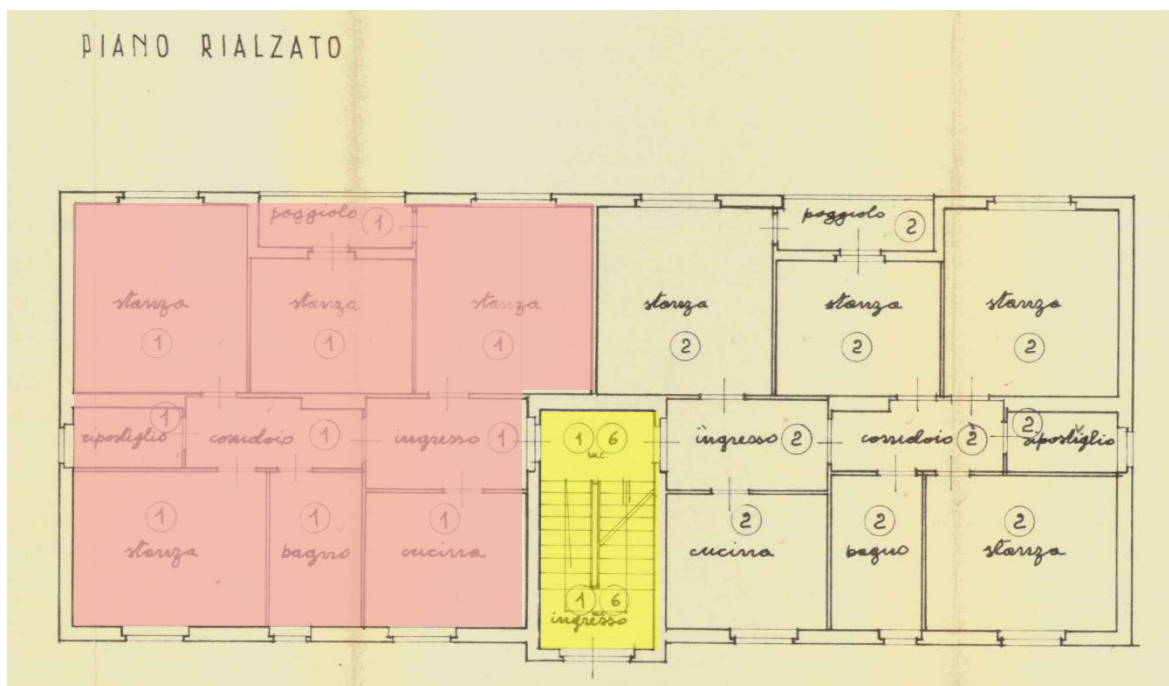 PIANO RIALZATO
poggiolo 1
poggiolo 2
stanza 1
stanza 1
stanza 1
stanza 2
stanza 2
stanza 2
ripostiglio 1
corridoio 1
ingresso 1
1 6
u.c.
ingresso 2
corridoio 2
ripostiglio 2
1 stanza
1 bagno
1 cucina
2 cucina
2 bagno
2 stanza
1 6
u.c.
ingresso